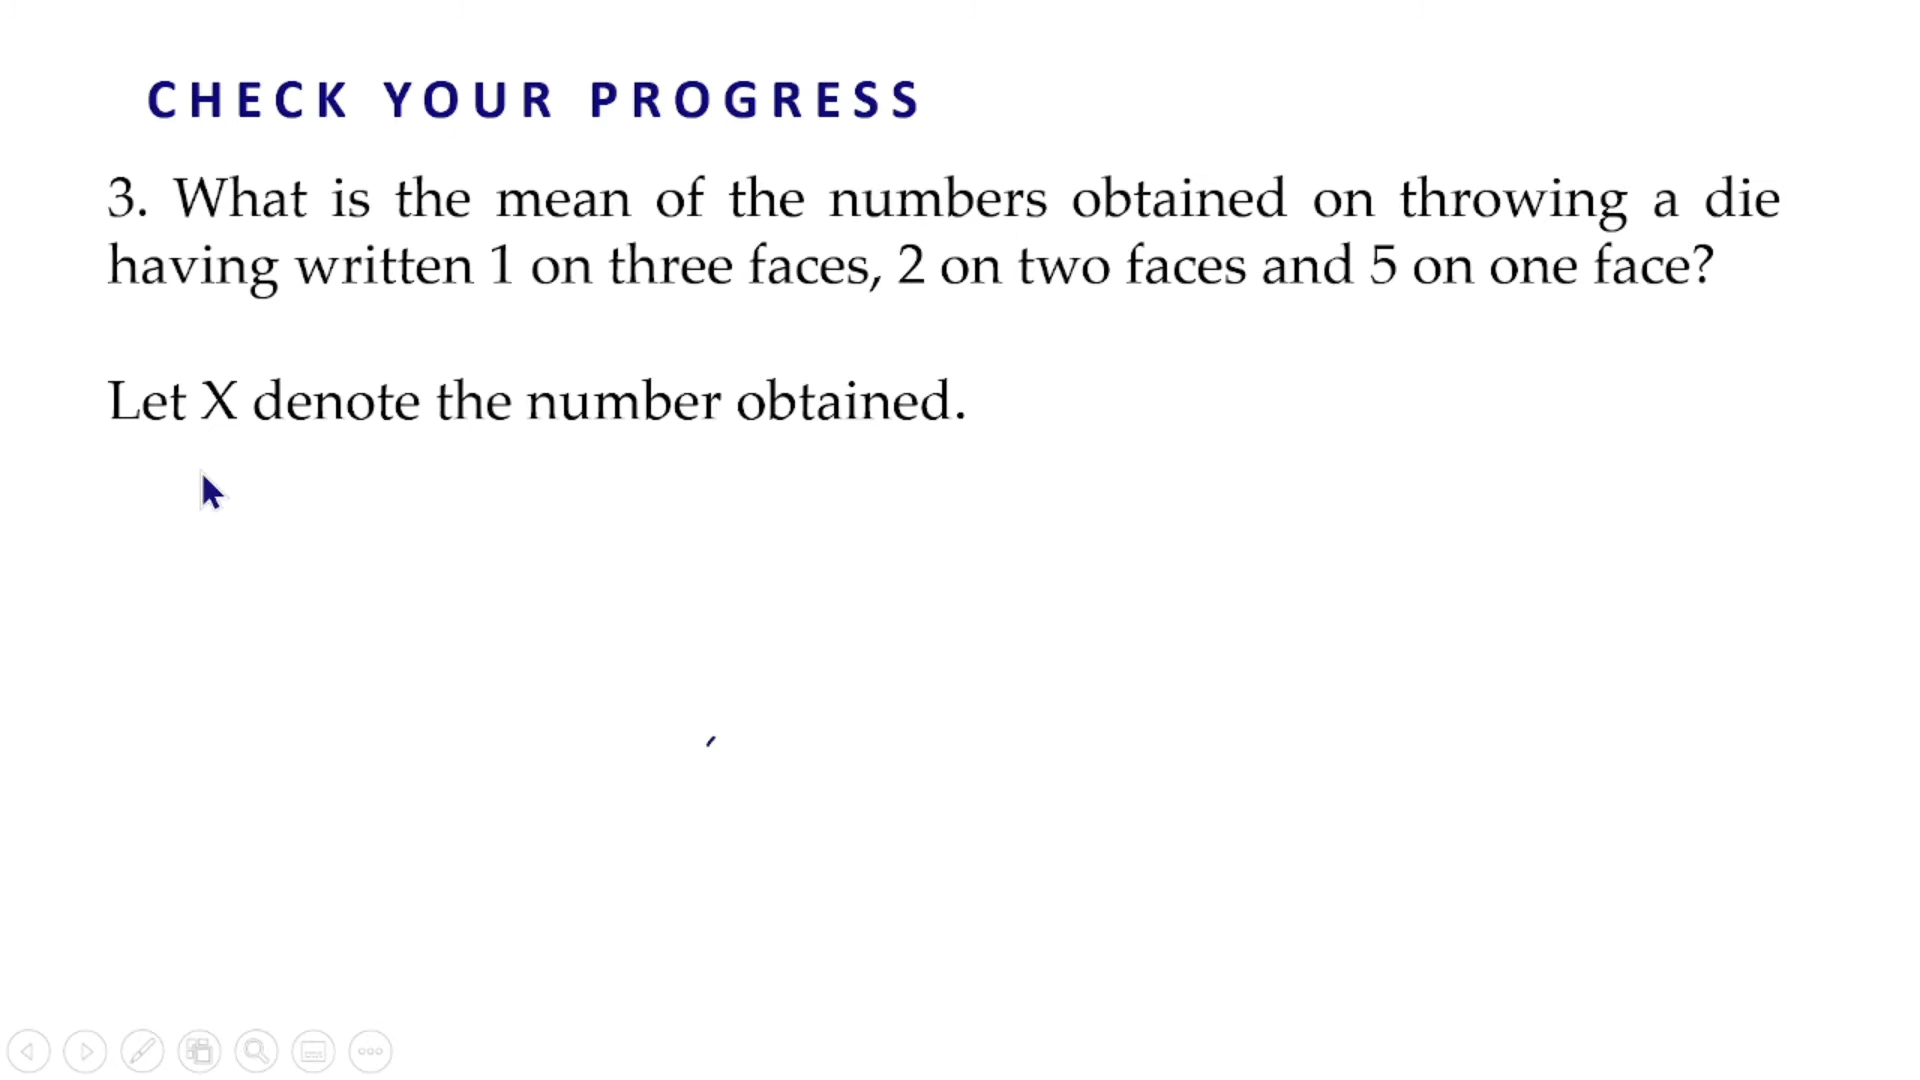 CHECK YOUR PROGRESS
3. What is the mean of the numbers obtained on throwing a die
having written 1 on three faces, 2 on two faces and 5 on one face?
Let X denote the number obtained.